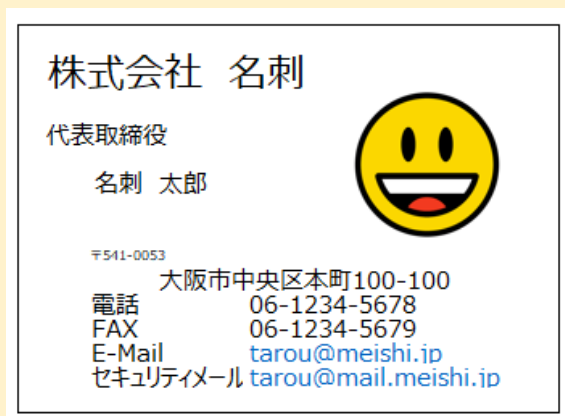 株式会社 名刺
代表取締役
名刺 太郎
〒541-0053
大阪市中央区本町100-100
電話 06-1234-5678
FAX 06-1234-5679
E-Mail tarou@meishi.jp
セキュリティメール tarou@mail.meishi.jp